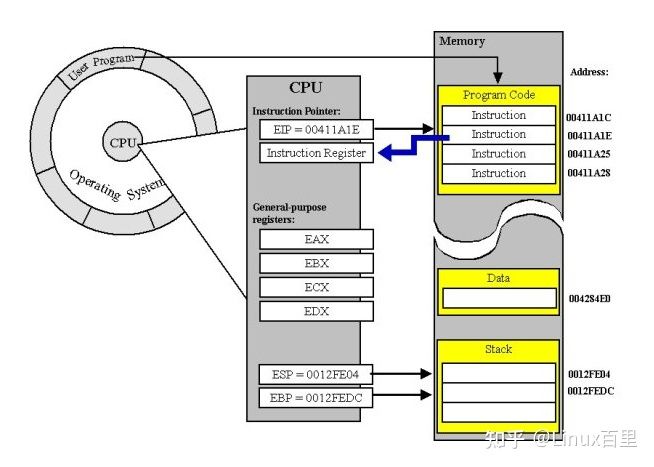 User Program
CPU
Operating System
CPU
Instruction Pointer:
EIP = 00411A1E
Instruction Register
General-purpose
registers:
EAX
EBX
ECX
EDX
ESP = 0012FE04
EBP = 0012FEDC
Memory
Address:
Program Code
Instruction 00411A1C
Instruction 00411A1E
Instruction 00411A25
Instruction 00411A28
Data
004284E0
Stack
0012FE04
0012FEDC
知乎 @Linux百里